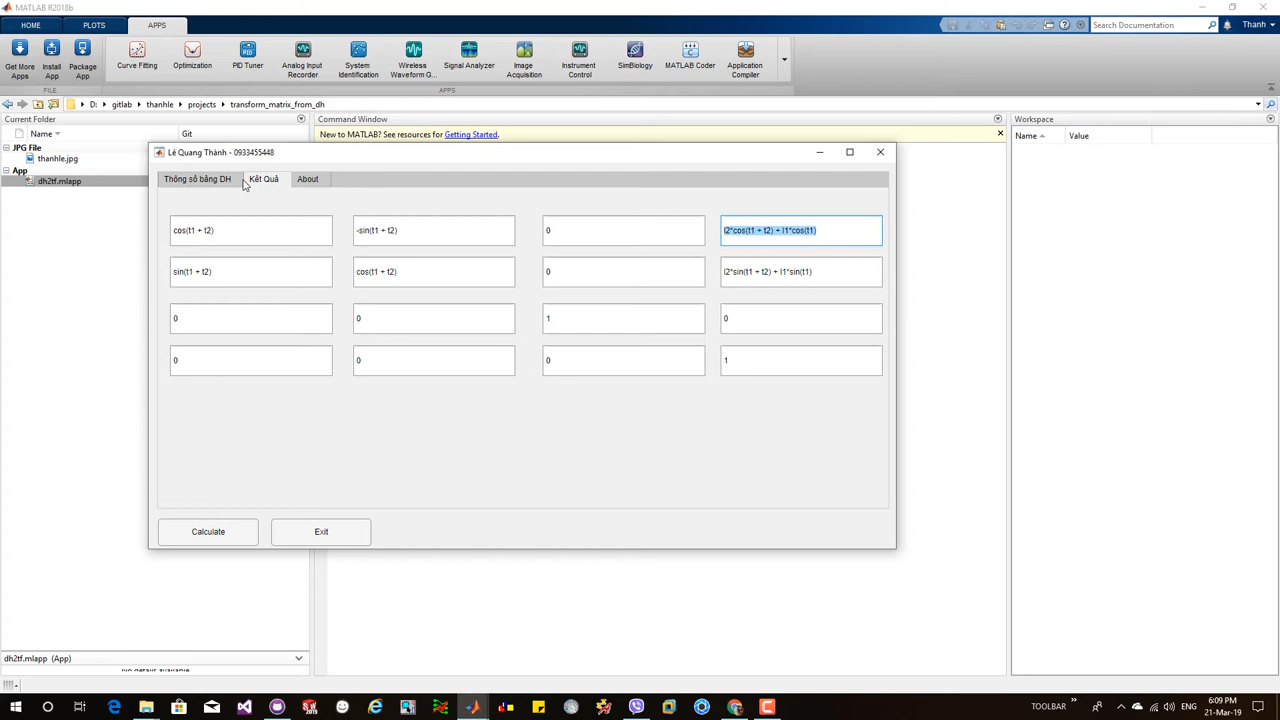 MATLAB R2018b
HOME PLOTS APPS
Search Documentation Thanh
Get More Apps
Install App
Package App
Curve Fitting
Optimization
PID Tuner
Analog Input Recorder
System Identification
Wireless Waveform G...
Signal Analyzer
Image Acquisition
Instrument Control
SimBiology
MATLAB Coder
Application Compiler
FILE APPS
D: gitlab thanhle projects transform_matrix_from_dh
Current Folder
Command Window
Workspace
Name Git
New to MATLAB? See resources for Getting Started.
Name Value
JPG File
thanhle.jpg
App
dh2tf.mlapp
Lê Quang Thành - 0933455448
Thông số bảng DH Kết Quả About
cos(t1 + t2) -sin(t1 + t2) 0 l2*cos(t1 + t2) + l1*cos(t1)
sin(t1 + t2) cos(t1 + t2) 0 l2*sin(t1 + t2) + l1*sin(t1)
0 0 1 0
0 0 0 1
Calculate Exit
dh2tf.mlapp (App)
No details available
TOOLBAR
ENG
6:09 PM
21-Mar-19